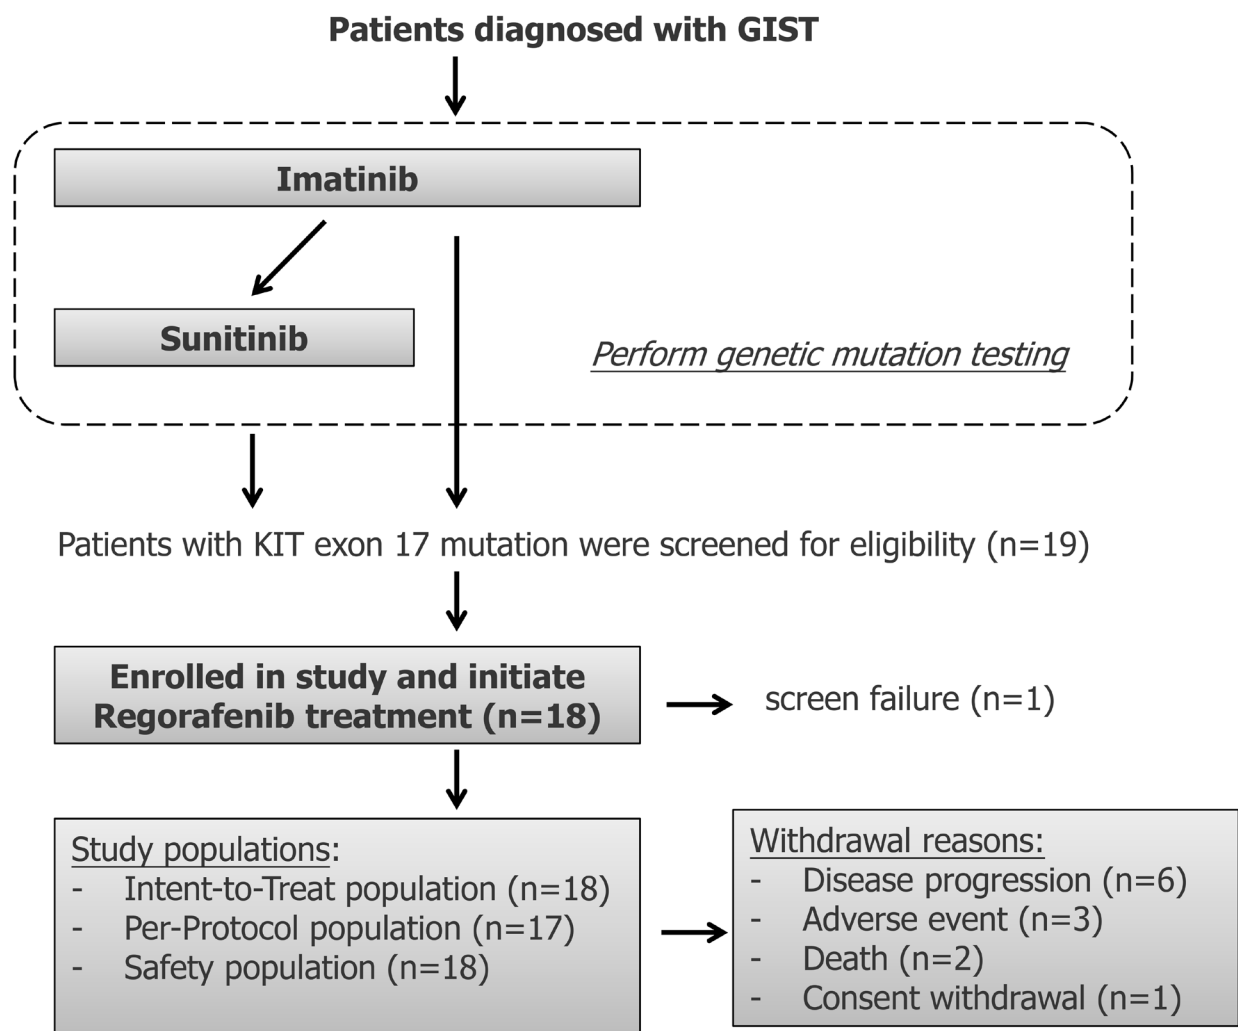 Patients diagnosed with GIST
Imatinib
Sunitinib
Perform genetic mutation testing
Patients with KIT exon 17 mutation were screened for eligibility (n=19)
Enrolled in study and initiate
Regorafenib treatment (n=18)
screen failure (n=1)
Study populations:
- Intent-to-Treat population (n=18)
- Per-Protocol population (n=17)
- Safety population (n=18)
Withdrawal reasons:
- Disease progression (n=6)
- Adverse event (n=3)
- Death (n=2)
- Consent withdrawal (n=1)